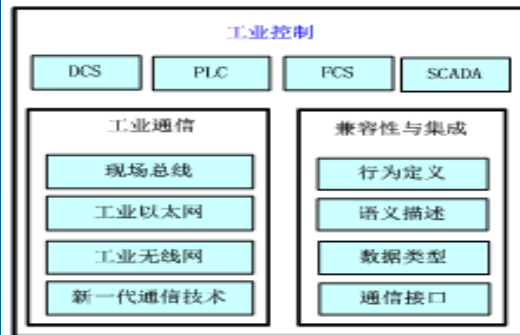 工业控制
DCS PLC FCS SCADA
工业通信
现场总线
工业以太网
工业无线网
新一代通信技术
兼容性与集成
行为定义
语义描述
数据类型
通信接口